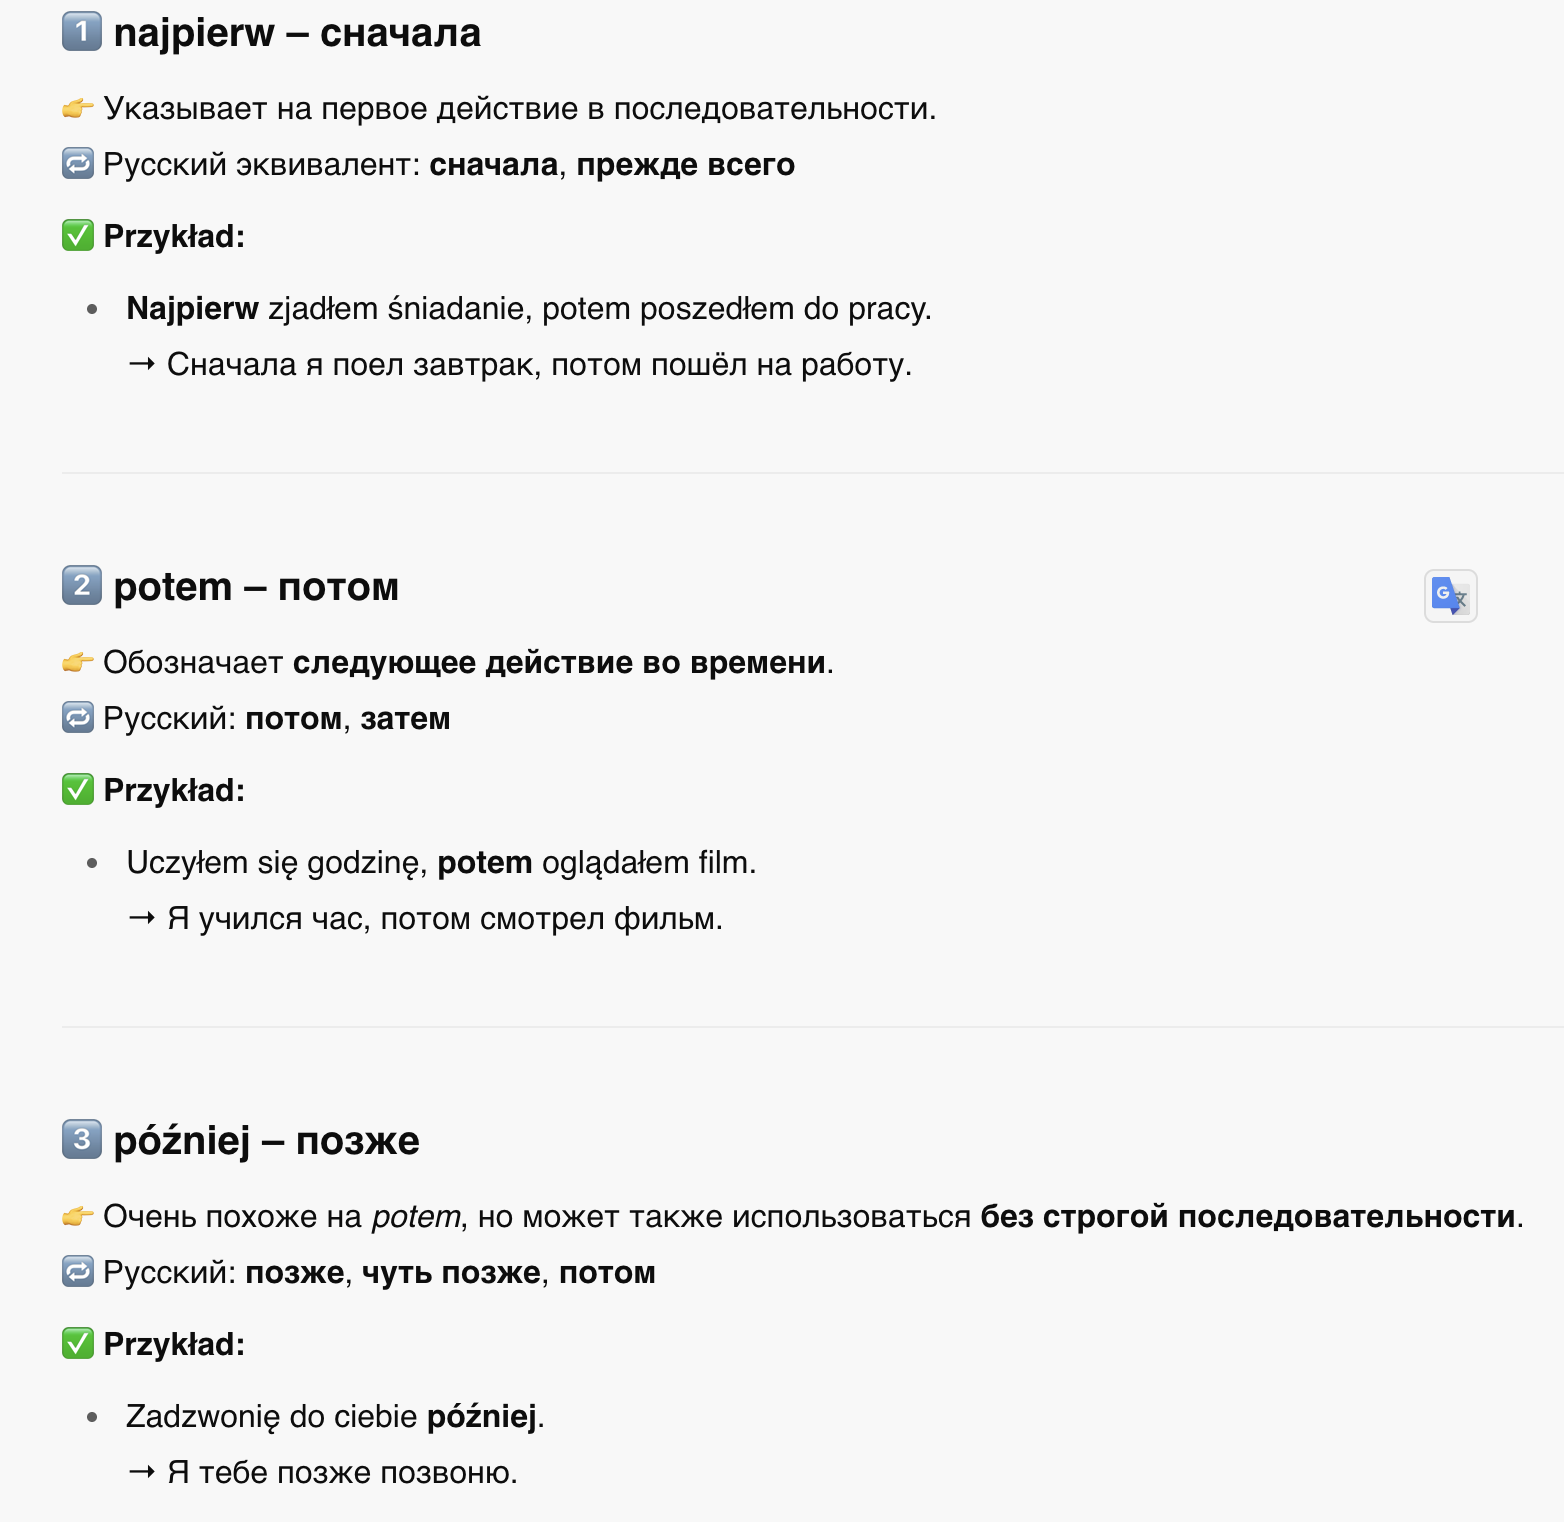 1️⃣ najpierw – сначала
👉 Указывает на первое действие в последовательности.
🔁 Русский эквивалент: сначала, прежде всего
✅ Przykład:
• Najpierw zjadłem śniadanie, potem poszedłem do pracy.
→ Сначала я поел завтрак, потом пошёл на работу.
2️⃣ potem – потом
👉 Обозначает следующее действие во времени.
🔁 Русский: потом, затем
✅ Przykład:
• Uczyłem się godzinę, potem oglądałem film.
→ Я учился час, потом смотрел фильм.
3️⃣ później – позже
👉 Очень похоже на potem, но может также использоваться без строгой последовательности.
🔁 Русский: позже, чуть позже, потом
✅ Przykład:
• Zadzwonię do ciebie później.
→ Я тебе позже позвоню.